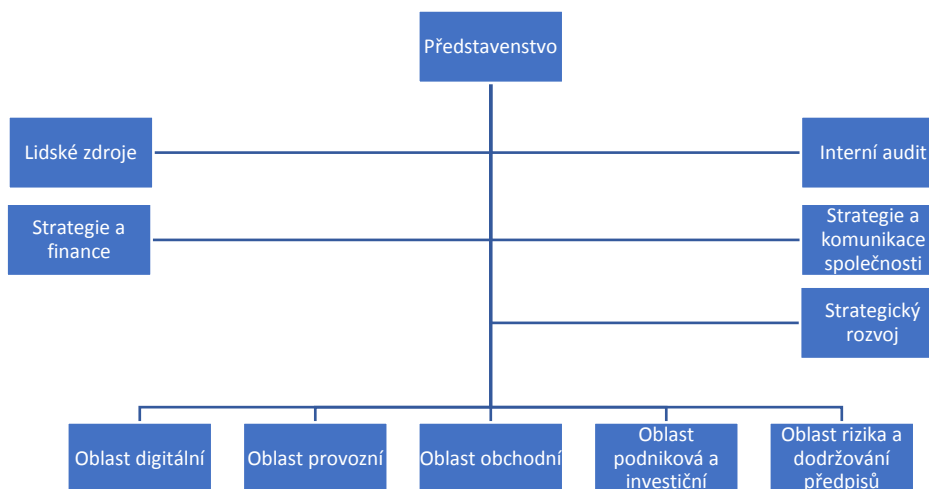 Představenstvo
Lidské zdroje
Interní audit
Strategie a
finance
Strategie a
komunikace
společnosti
Strategický
rozvoj
Oblast digitální
Oblast provozní
Oblast obchodní
Oblast
podniková a
investiční
Oblast rizika a
dodržování
předpisů